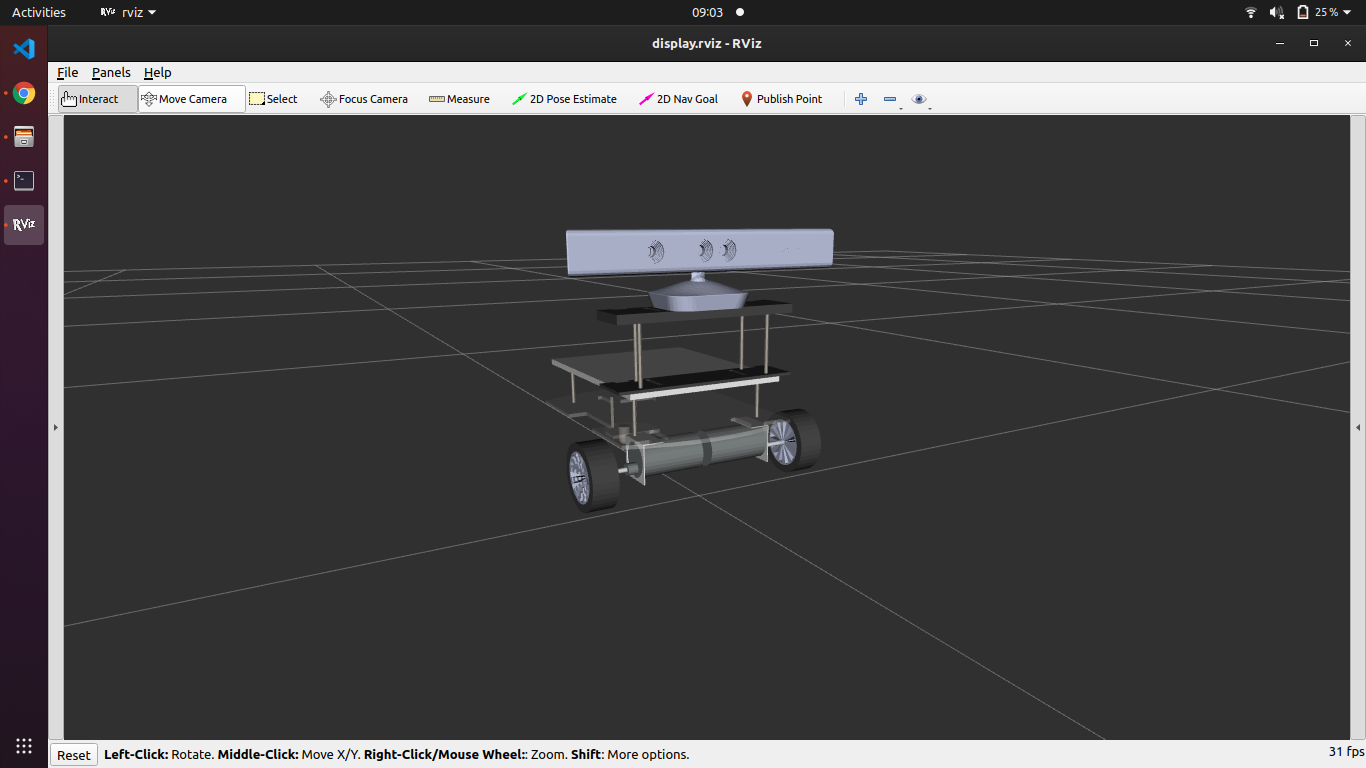 Activities RViz rviz 09:03 25 %
display.rviz - RViz
File Panels Help
Interact Move Camera Select Focus Camera Measure 2D Pose Estimate 2D Nav Goal Publish Point
RViz
Reset Left-Click: Rotate. Middle-Click: Move X/Y. Right-Click/Mouse Wheel:: Zoom. Shift: More options. 31 fps